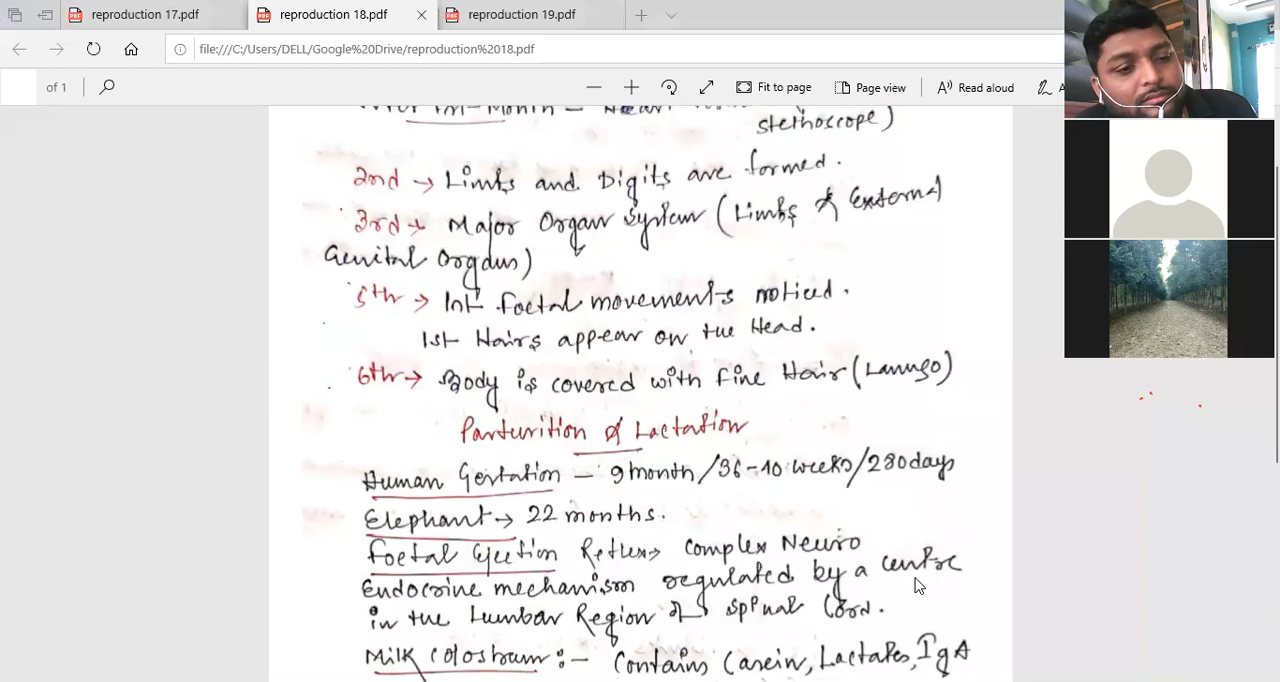 reproduction 17.pdf
reproduction 18.pdf
reproduction 19.pdf
file:///C:/Users/DELL/Google%20Drive/reproduction%2018.pdf
of 1
Fit to page
Page view
Read aloud
Month -
stethoscope)
2nd → Limbs and Digits are formed.
3rd → Major Organ System (Limbs & External
Genital Organs)
5th → 1st foetal movements noticed.
1st Hairs appear on the Head.
6th → Body is covered with fine Hair (Lanugo)
Parturition & Lactation
Human Gestation - 9 month/36-40 weeks/280days
Elephant → 22 months.
Foetal Ejection Reflex → Complex Neuro
Endocrine mechanism regulated by a centre
in the Lumbar Region of spinal Cord.
Milk Colostrum :- Contains Casein, Lactates, IgA